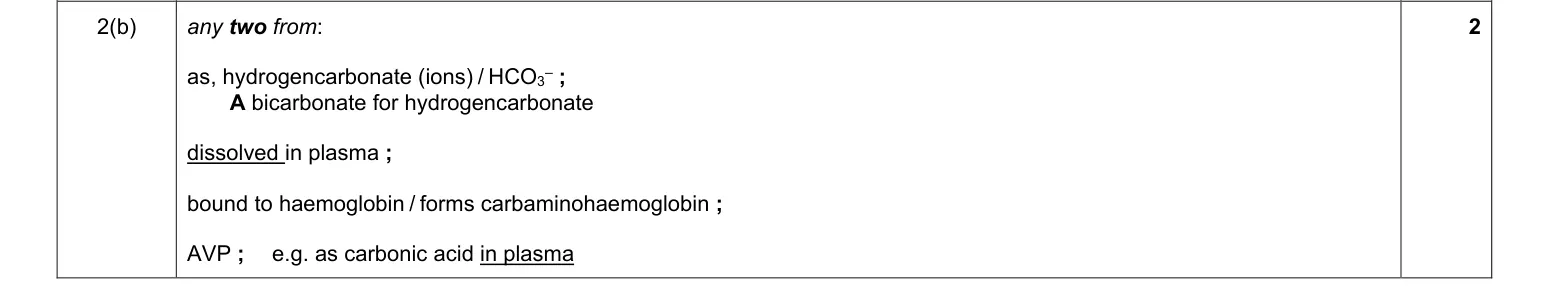 2(b) any two from: 2
as, hydrogencarbonate (ions) / HCO₃⁻ ;
A bicarbonate for hydrogencarbonate
dissolved in plasma ;
bound to haemoglobin / forms carbaminohaemoglobin ;
AVP ; e.g. as carbonic acid in plasma